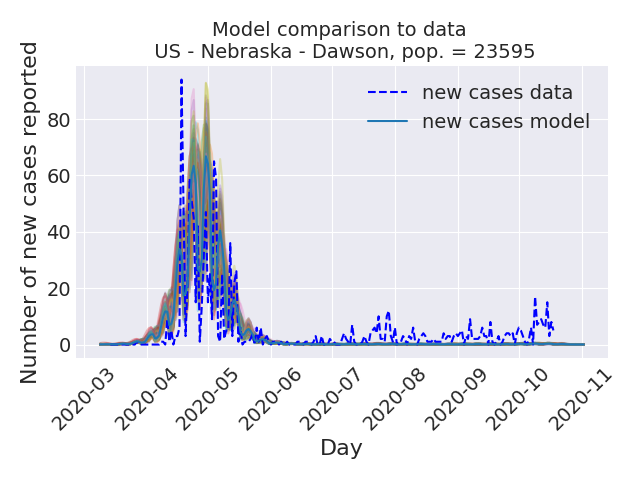 Model comparison to data
US - Nebraska - Dawson, pop. = 23595
Number of new cases reported
80
60
40
20
0
new cases data
new cases model
2020-03
2020-04
2020-05
2020-06
2020-07
2020-08
2020-09
2020-10
2020-11
Day